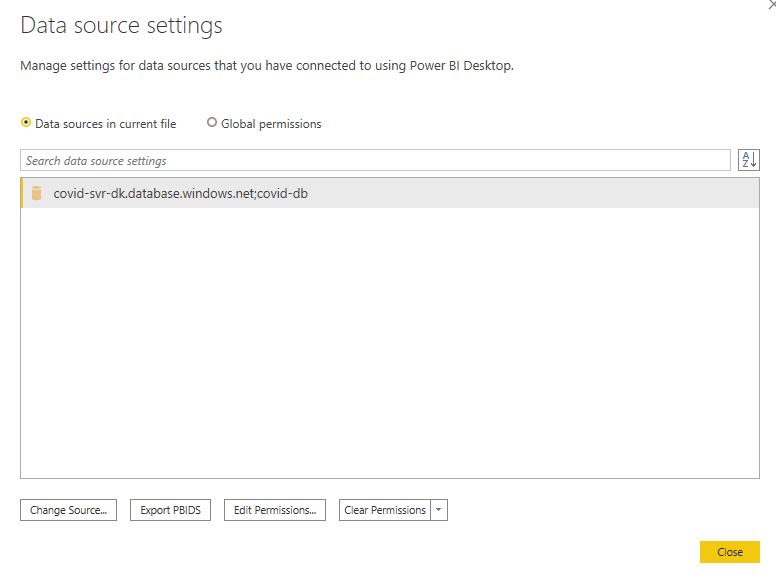 Data source settings
Manage settings for data sources that you have connected to using Power BI Desktop.
Data sources in current file Global permissions
Search data source settings
A
Z
covid-svr-dk.database.windows.net;covid-db
Change Source... Export PBIDS Edit Permissions... Clear Permissions
Close